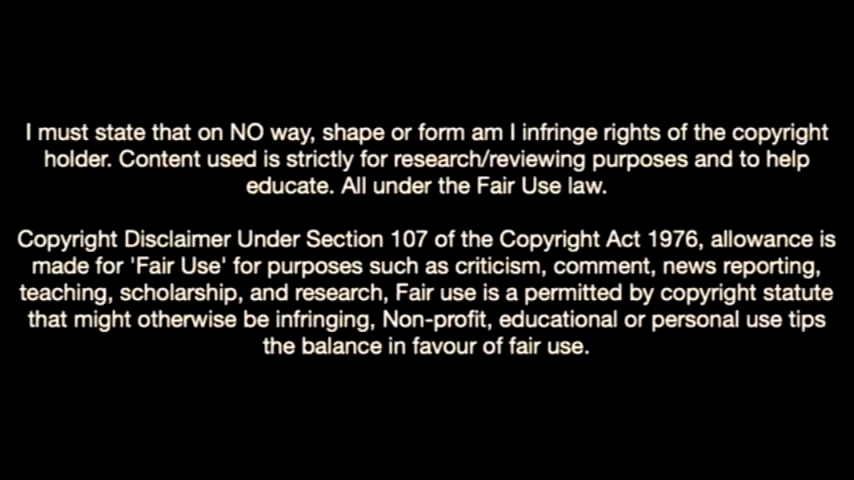 I must state that on NO way, shape or form am I infringe rights of the copyright
holder. Content used is strictly for research/reviewing purposes and to help
educate. All under the Fair Use law.
Copyright Disclaimer Under Section 107 of the Copyright Act 1976, allowance is
made for 'Fair Use' for purposes such as criticism, comment, news reporting,
teaching, scholarship, and research, Fair use is a permitted by copyright statute
that might otherwise be infringing, Non-profit, educational or personal use tips
the balance in favour of fair use.